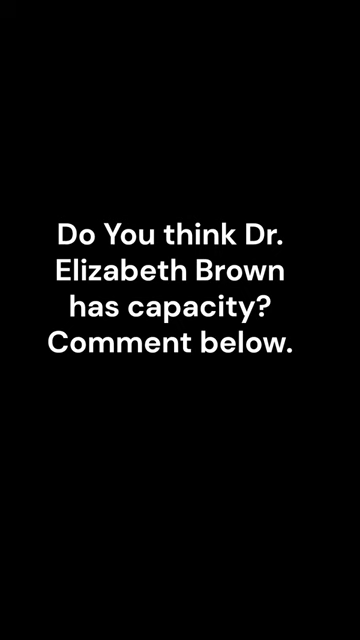 Do You think Dr.
Elizabeth Brown
has capacity?
Comment below.